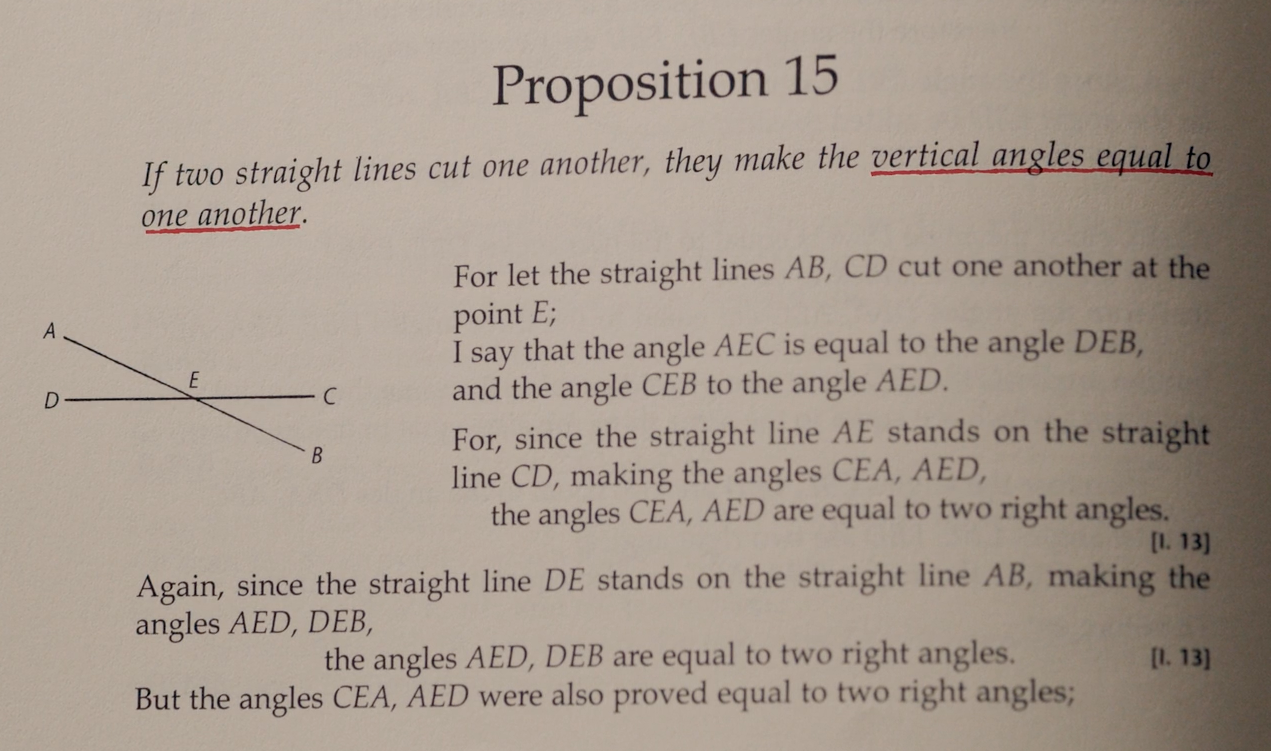 Proposition 15
If two straight lines cut one another, they make the vertical angles equal to
one another.
For let the straight lines AB, CD cut one another at the
point E;
I say that the angle AEC is equal to the angle DEB,
and the angle CEB to the angle AED.
For, since the straight line AE stands on the straight
line CD, making the angles CEA, AED,
the angles CEA, AED are equal to two right angles.
[I. 13]
A
E
D
C
B
Again, since the straight line DE stands on the straight line AB, making the
angles AED, DEB,
the angles AED, DEB are equal to two right angles. [I. 13]
But the angles CEA, AED were also proved equal to two right angles;